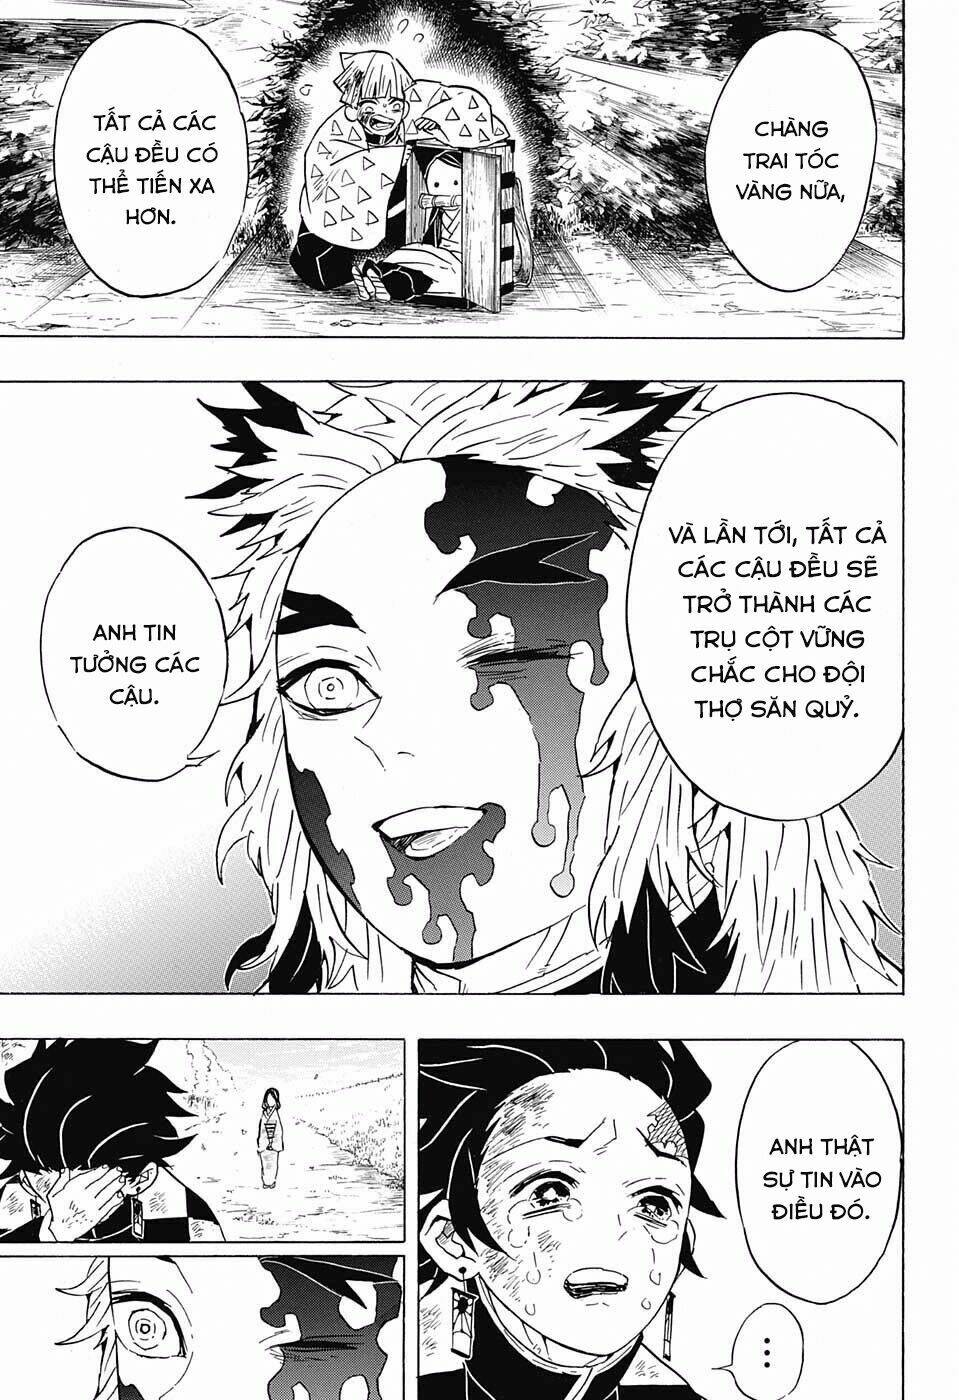 CHÀNG
TRAI TÓC
VÀNG NỮA,
TẤT CẢ CÁC
CẬU ĐỀU CÓ
THỂ TIẾN XA
HƠN.
VÀ LẦN TỚI, TẤT CẢ
CÁC CẬU ĐỀU SẼ
TRỞ THÀNH CÁC
TRỤ CỘT VỮNG
CHẮC CHO ĐỘI
THỢ SĂN QUỶ.
ANH TIN
TƯỞNG CÁC
CẬU.
ANH THẬT
SỰ TIN VÀO
ĐIỀU ĐÓ.
...